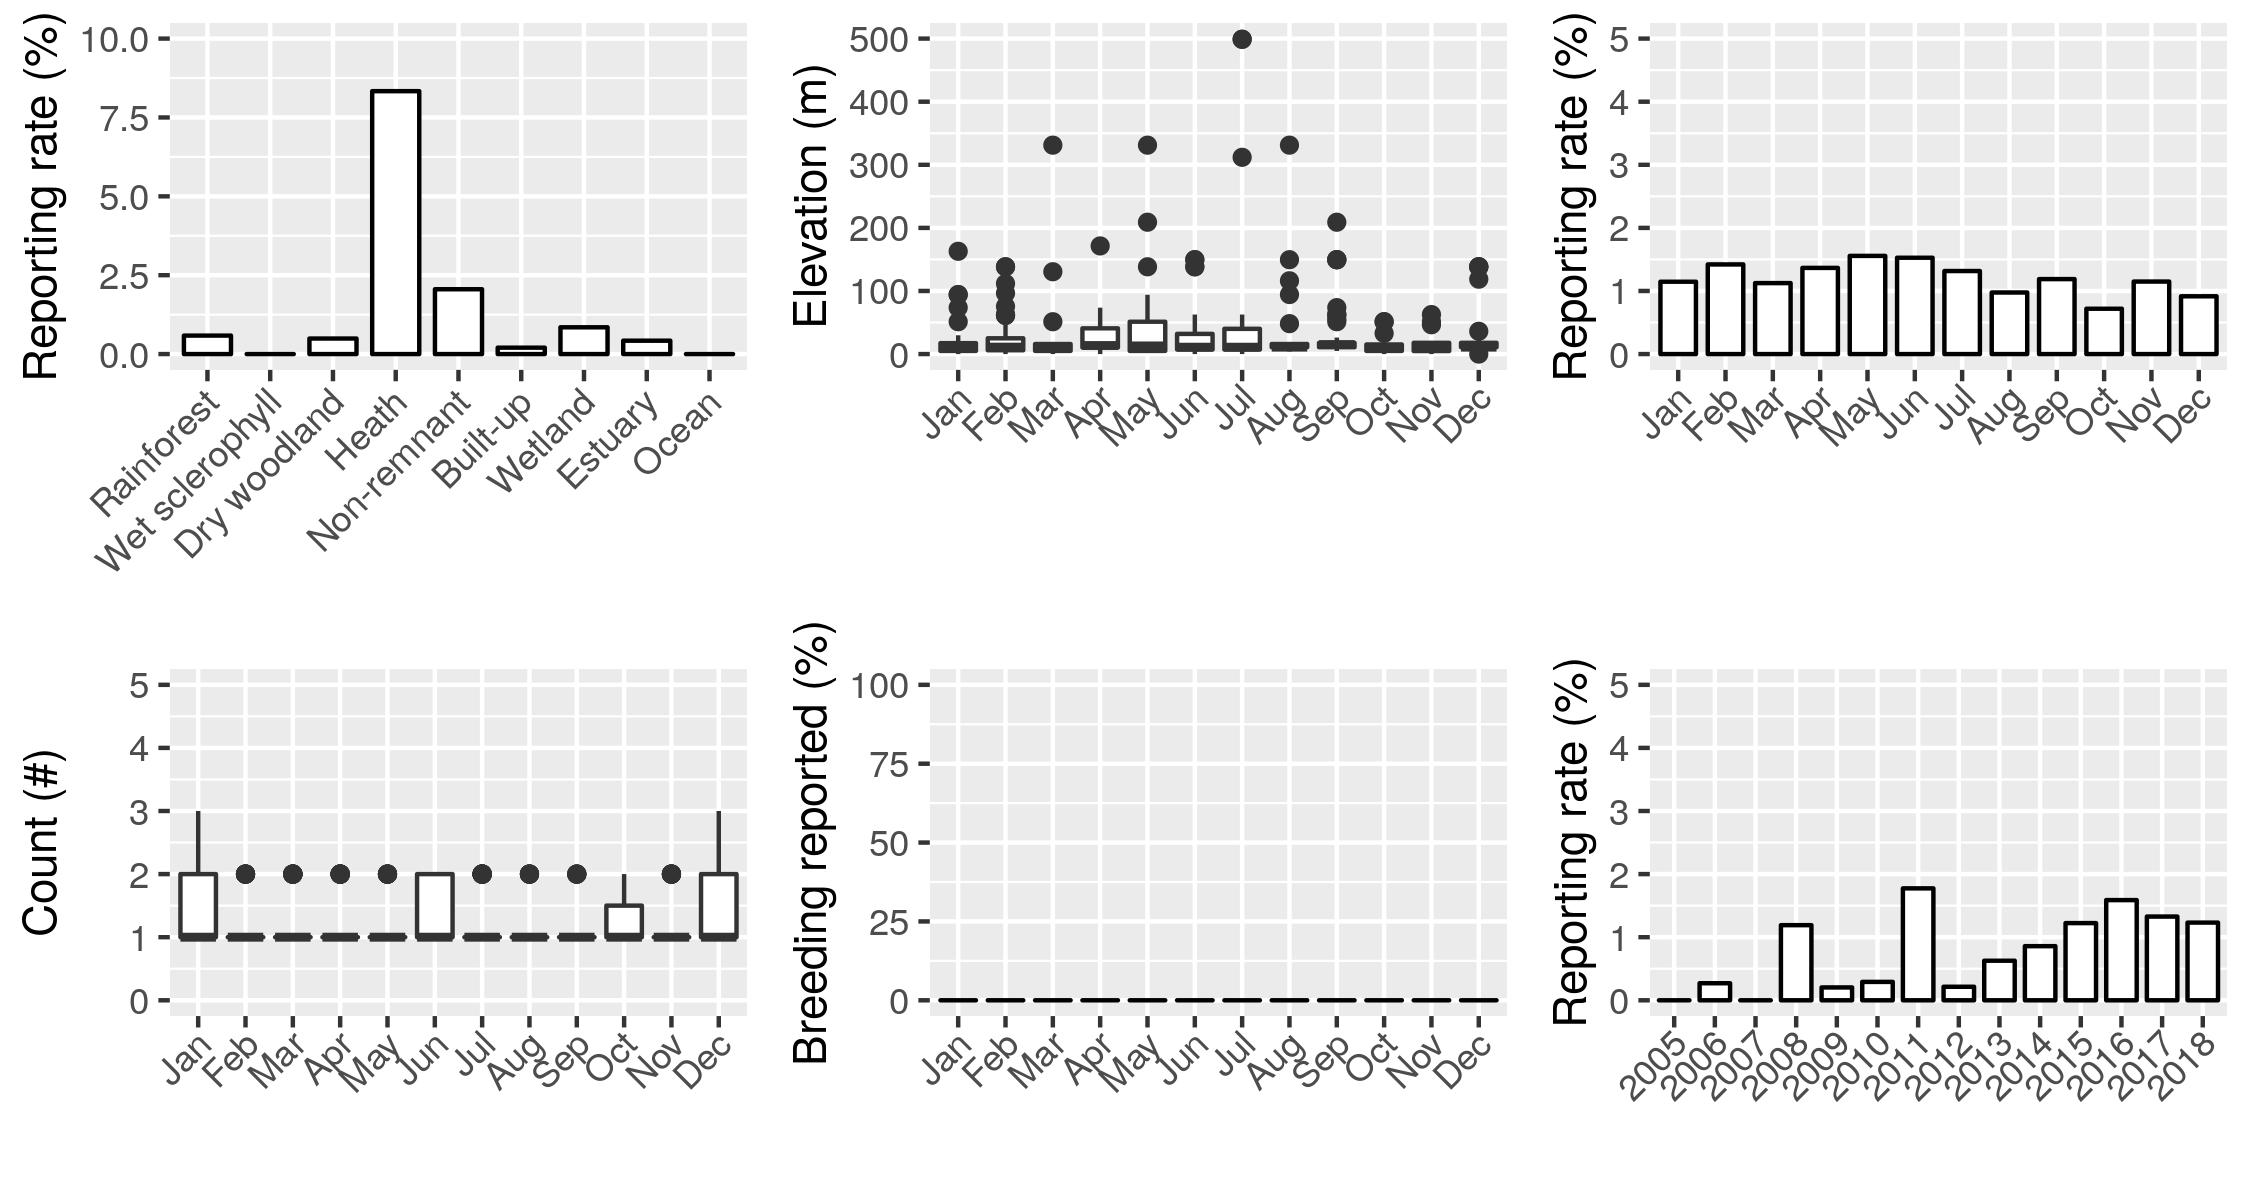 Reporting rate (%)
10.0
7.5
5.0
2.5
0.0
Rainforest
Wet sclerophyll
Dry woodland
Heath
Non-remnant
Built-up
Wetland
Estuary
Ocean
Elevation (m)
500
400
300
200
100
0
Jan
Feb
Mar
Apr
May
Jun
Jul
Aug
Sep
Oct
Nov
Dec
Reporting rate (%)
5
4
3
2
1
0
Jan
Feb
Mar
Apr
May
Jun
Jul
Aug
Sep
Oct
Nov
Dec
Count (#)
5
4
3
2
1
0
Jan
Feb
Mar
Apr
May
Jun
Jul
Aug
Sep
Oct
Nov
Dec
Breeding reported (%)
100
75
50
25
0
Jan
Feb
Mar
Apr
May
Jun
Jul
Aug
Sep
Oct
Nov
Dec
Reporting rate (%)
5
4
3
2
1
0
2005
2006
2007
2008
2009
2010
2011
2012
2013
2014
2015
2016
2017
2018